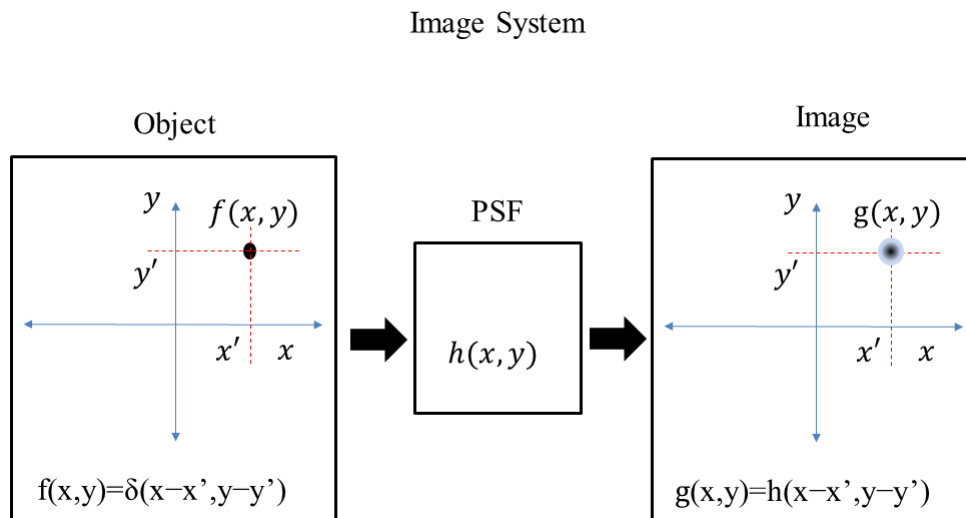 Image System
Object
Image
PSF
y
f(x, y)
y′
x′
x
f(x,y)=δ(x−x’,y−y’)
h(x, y)
y
g(x, y)
y′
x′
x
g(x,y)=h(x−x’,y−y’)